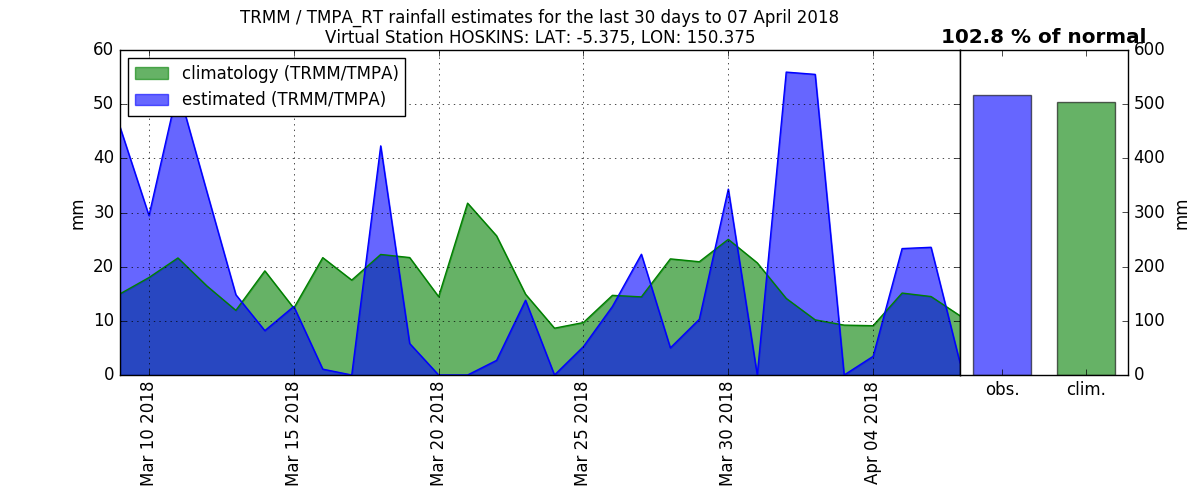 TRMM / TMPA_RT rainfall estimates for the last 30 days to 07 April 2018
Virtual Station HOSKINS: LAT: -5.375, LON: 150.375
102.8 % of normal
climatology (TRMM/TMPA)
estimated (TRMM/TMPA)
60
50
40
30
20
10
0
mm
Mar 10 2018
Mar 15 2018
Mar 20 2018
Mar 25 2018
Mar 30 2018
Apr 04 2018
600
500
400
300
200
100
0
mm
obs.
clim.